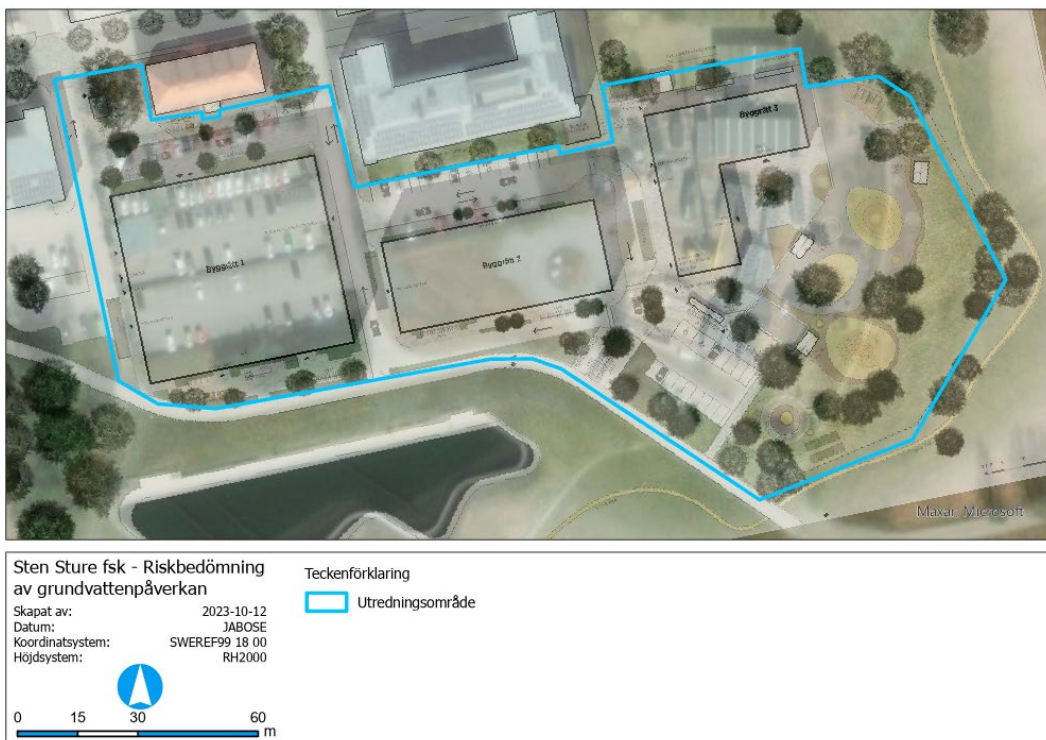 Byggrätt 3
Byggrätt 1
Byggrätt 2
Maxar, Microsoft
Sten Sture fsk - Riskbedömning
av grundvattenpåverkan
Skapat av: 2023-10-12
Datum: JABOSE
Koordinatsystem: SWEREF99 18 00
Höjdsystem: RH2000
0 15 30 60
m
Teckenförklaring
Utredningsområde